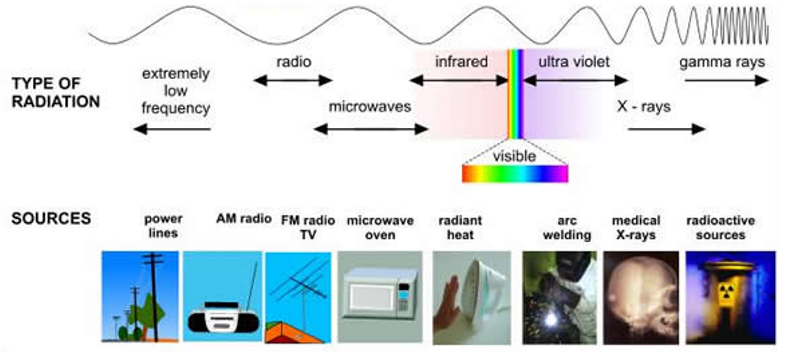 TYPE OF
RADIATION
extremely
low
frequency
radio
microwaves
infrared
visible
ultra violet
X - rays
gamma rays
SOURCES
power
lines
AM radio
FM radio
TV
microwave
oven
radiant
heat
arc
welding
medical
X-rays
radioactive
sources